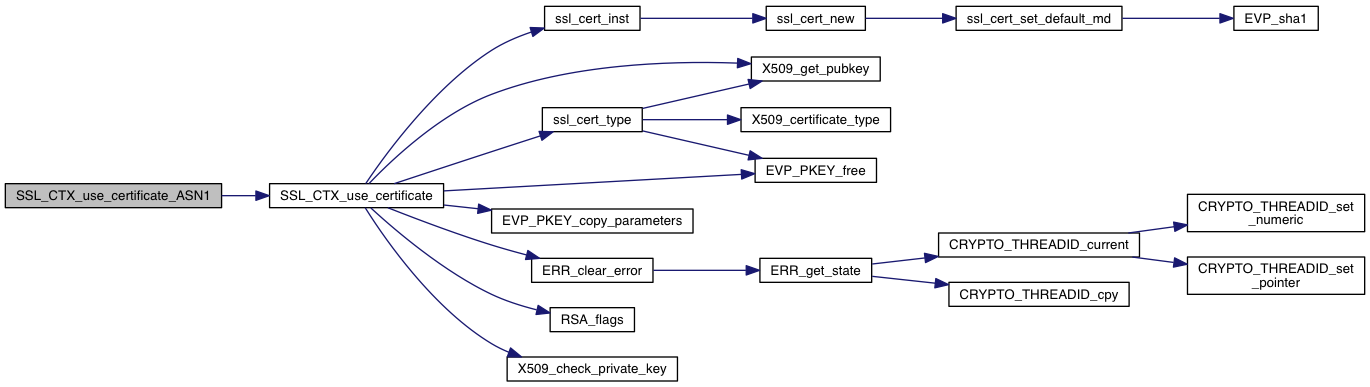 ssl_cert_inst
ssl_cert_new
ssl_cert_set_default_md
EVP_sha1
X509_get_pubkey
ssl_cert_type
X509_certificate_type
EVP_PKEY_free
SSL_CTX_use_certificate_ASN1
SSL_CTX_use_certificate
EVP_PKEY_copy_parameters
CRYPTO_THREADID_set
_numeric
CRYPTO_THREADID_current
ERR_clear_error
ERR_get_state
CRYPTO_THREADID_set
_pointer
CRYPTO_THREADID_cpy
RSA_flags
X509_check_private_key